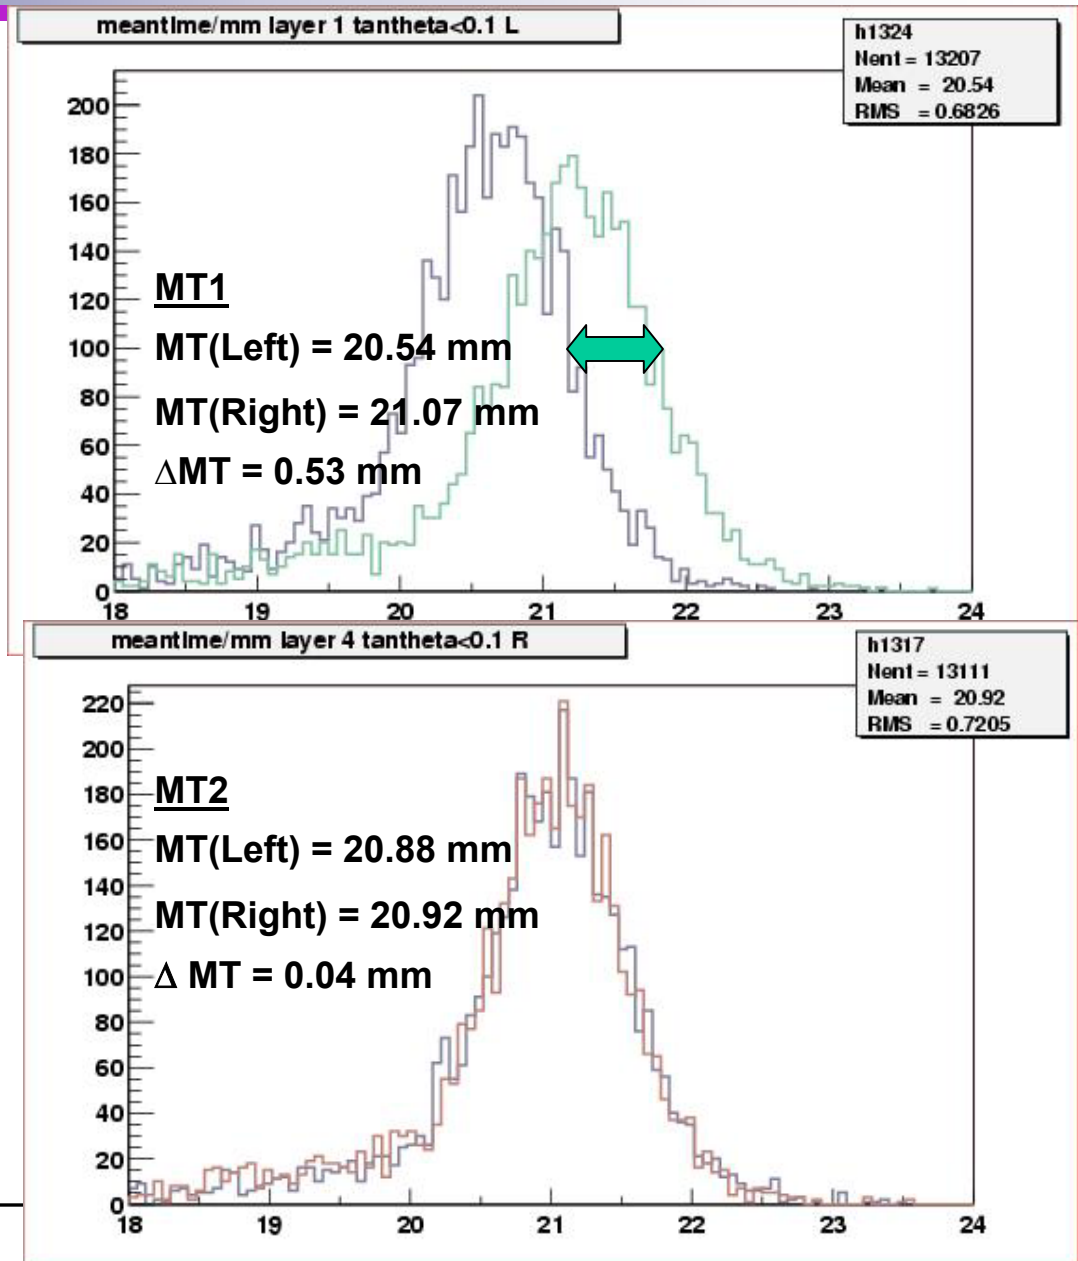 meantime/mm layer 1 tantheta<0.1 L
h1324
Nent = 13207
Mean = 20.54
RMS = 0.6826
200
180
160
140
120
100
80
60
40
20
0
MT1
MT(Left) = 20.54 mm
MT(Right) = 21.07 mm
ΔMT = 0.53 mm
18 19 20 21 22 23 24
meantime/mm layer 4 tantheta<0.1 R
h1317
Nent = 13111
Mean = 20.92
RMS = 0.7205
220
200
180
160
140
120
100
80
60
40
20
0
MT2
MT(Left) = 20.88 mm
MT(Right) = 20.92 mm
Δ MT = 0.04 mm
18 19 20 21 22 23 24